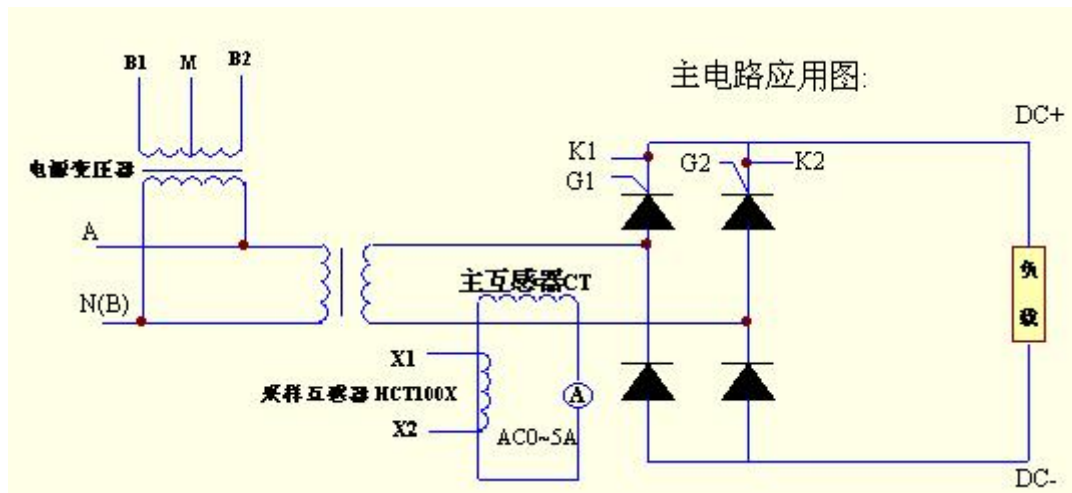 主电路应用图:
B1 M B2
DC+
电源变压器
K1
G1
G2
K2
A
N(B)
主互感器CT
负载
X1
采样互感器 HCT100X
X2
A
AC0~5A
DC-